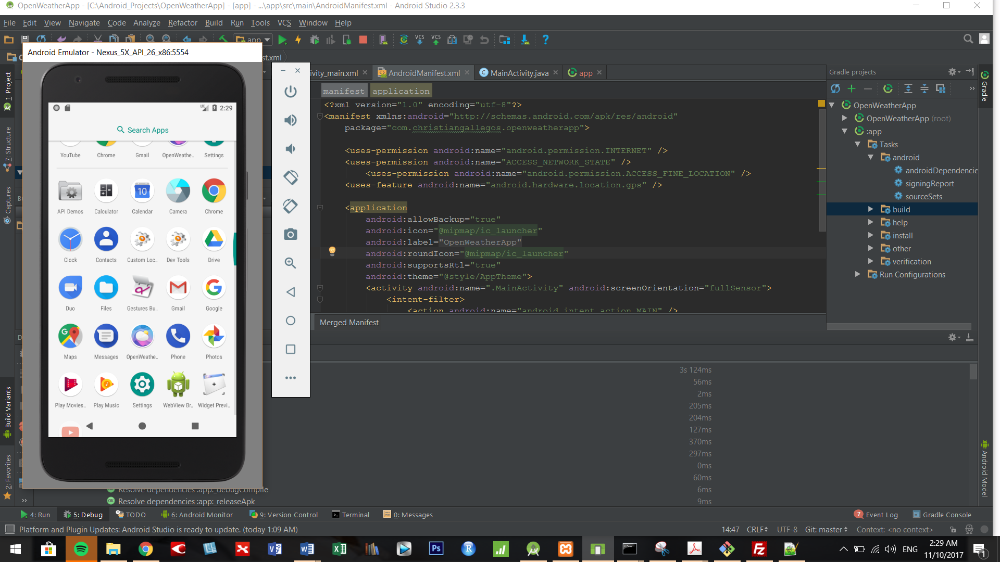 OpenWeatherApp - [C:\Android_Projects\OpenWeatherApp] - [app] - ...\app\src\main\AndroidManifest.xml - Android Studio 2.3.3
File Edit View Navigate Code Analyze Refactor Build Run Tools VCS Window Help
app
VCS VCS
Android Emulator - Nexus_5X_API_26_x86:5554
st.xml
ivity_main.xml AndroidManifest.xml MainActivity.java app
Gradle projects
1: Project
7: Structure
Captures
Build Variants
2: Favorites
Gradle
Android Model
manifest application
<?xml version="1.0" encoding="utf-8"?>
<manifest xmlns:android="http://schemas.android.com/apk/res/android"
package="com.christiangallegos.openweatherapp">
<uses-permission android:name="android.permission.INTERNET" />
<uses-permission android:name="ACCESS_NETWORK_STATE" />
<uses-permission android:name="android.permission.ACCESS_FINE_LOCATION" />
<uses-feature android:name="android.hardware.location.gps" />
<application
android:allowBackup="true"
android:icon="@mipmap/ic_launcher"
android:label="OpenWeatherApp"
android:roundIcon="@mipmap/ic_launcher"
android:supportsRtl="true"
android:theme="@style/AppTheme">
<activity android:name=".MainActivity" android:screenOrientation="fullSensor">
<intent-filter>
<action android:name="android.intent.action.MAIN" />
Merged Manifest
OpenWeatherApp
OpenWeatherApp (root)
:app
Tasks
android
androidDependencie
signingReport
sourceSets
build
help
install
other
verification
Run Configurations
LTE 2:29
Search Apps
YouTube Chrome Gmail OpenWeathe.. Settings
API Demos Calculator Calendar Camera Chrome
10
Clock Contacts Custom Loc.. Dev Tools Drive
Duo Files Gestures Bu.. Gmail Google
Maps Messages OpenWeathe.. Phone Photos
Play Movies.. Play Music Settings WebView Br.. Widget Previ..
3s 124ms
56ms
2ms
205ms
204ms
127ms
370ms
297ms
0ms
60ms
6ms
9ms
Resolve dependencies :app:_debugCompile
OK Resolve dependencies :app:_releaseApk
4: Run 5: Debug TODO 6: Android Monitor 9: Version Control Terminal 0: Messages 7 Event Log Gradle Console
Platform and Plugin Updates: Android Studio is ready to update. (today 1:09 AM) 14:47 CRLF UTF-8 Git: master Context: <no context>
ENG 2:29 AM
11/10/2017
1